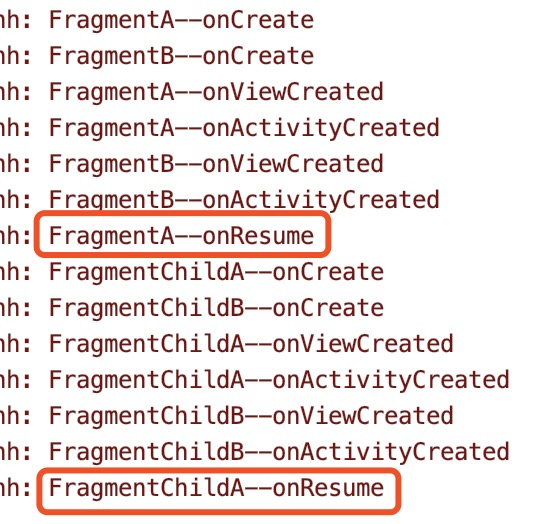 nh: FragmentA--onCreate
nh: FragmentB--onCreate
nh: FragmentA--onViewCreated
nh: FragmentA--onActivityCreated
nh: FragmentB--onViewCreated
nh: FragmentB--onActivityCreated
nh: FragmentA--onResume
nh: FragmentChildA--onCreate
nh: FragmentChildB--onCreate
nh: FragmentChildA--onViewCreated
nh: FragmentChildA--onActivityCreated
nh: FragmentChildB--onViewCreated
nh: FragmentChildB--onActivityCreated
nh: FragmentChildA--onResume